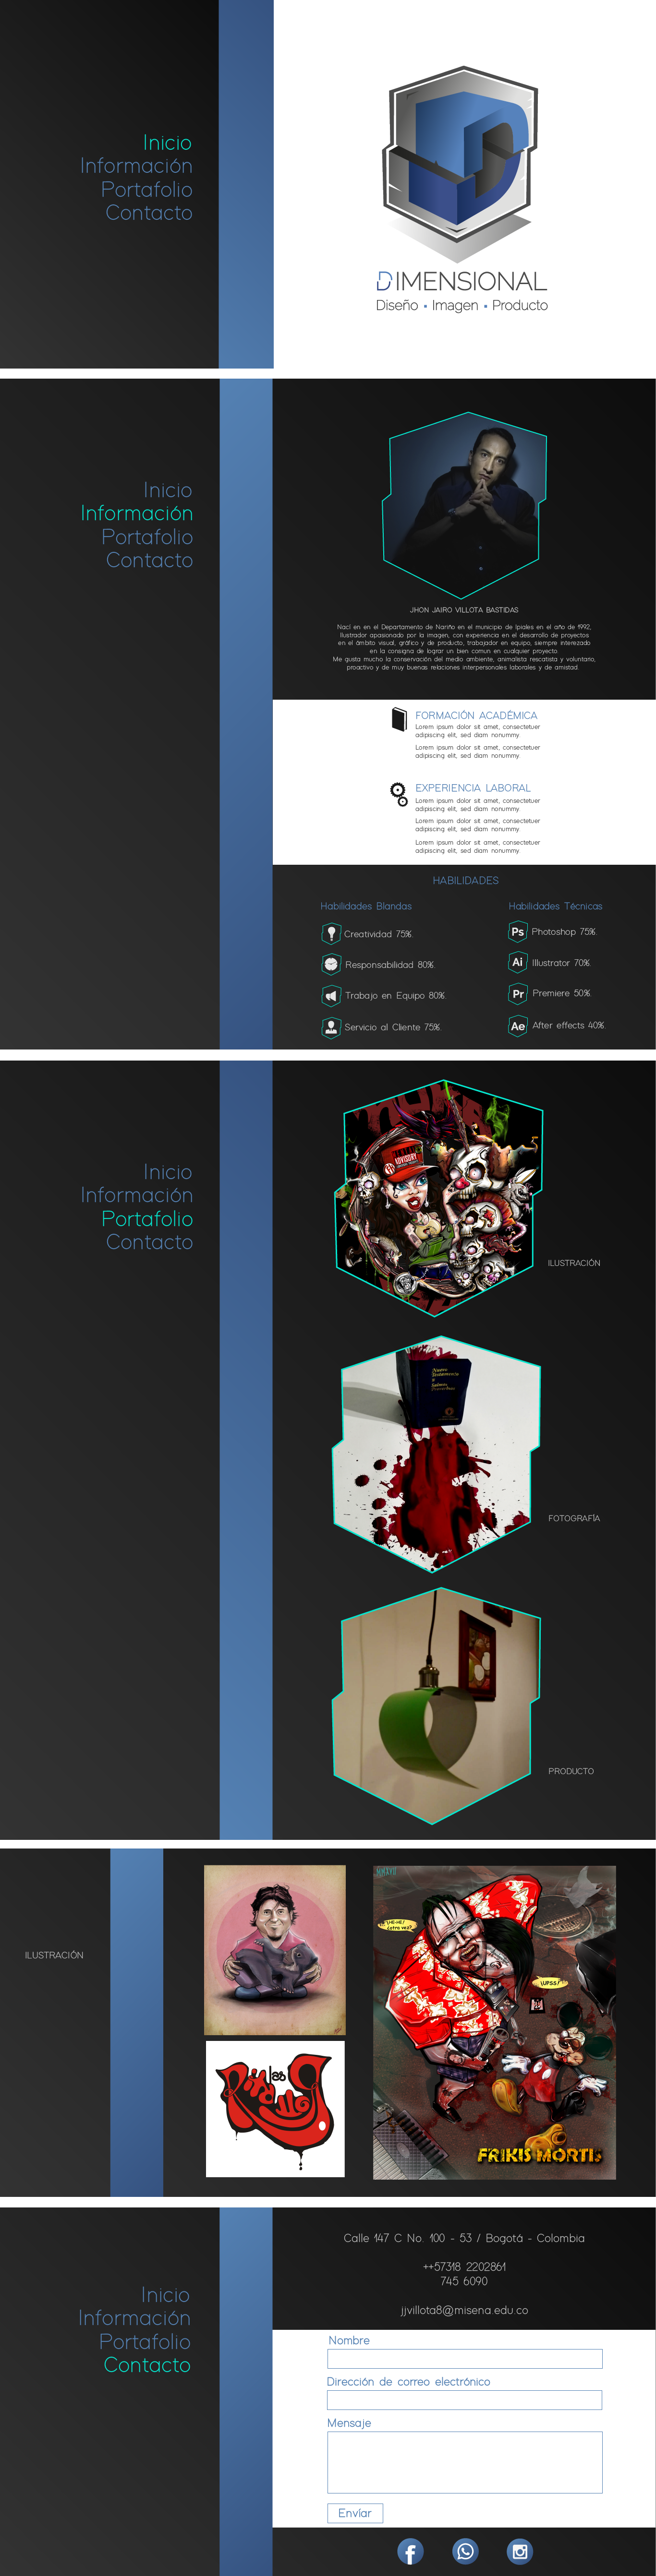 Inicio
Información
Portafolio
Contacto
DIMENSIONAL
Diseño • Imagen • Producto
Inicio
Información
Portafolio
Contacto
JHON JAIRO VILLOTA BASTIDAS
Nací en en el Departamento de Nariño en el municipio de Ipiales en el año de 1992,
Ilustrador apasionado por la imagen, con experiencia en el desarrollo de proyectos
en el ámbito visual, gráfico y de producto, trabajador en equipo, siempre interezado
en la consigna de lograr un bien comun en cualquier proyecto.
Me gusta mucho la conservación del medio ambiente, animalista rescatista y voluntario,
proactivo y de muy buenas relaciones interpersonales laborales y de amistad.
FORMACIÓN ACADÉMICA
Lorem ipsum dolor sit amet, consectetuer
adipiscing elit, sed diam nonummy
Lorem ipsum dolor sit amet, consectetuer
adipiscing elit, sed diam nonummy
EXPERIENCIA LABORAL
Lorem ipsum dolor sit amet, consectetuer
adipiscing elit, sed diam nonummy
Lorem ipsum dolor sit amet, consectetuer
adipiscing elit, sed diam nonummy
Lorem ipsum dolor sit amet, consectetuer
adipiscing elit, sed diam nonummy
HABILIDADES
Habilidades Blandas
Creatividad 75%.
Responsabilidad 80%.
Trabajo en Equipo 80%.
Servicio al Cliente 75%.
Habilidades Técnicas
Ps Photoshop 75%.
Ai Illustrator 70%.
Pr Premiere 50%.
Ae After effects 40%.
Inicio
Información
Portafolio
Contacto
ADVISORY
ILUSTRACIÓN
Nuevo
Testamento
Salmos
Proverbios
FOTOGRAFÍA
PRODUCTO
ILUSTRACIÓN
las
¡UPSS!
FRIKIS MORTIS
Inicio
Información
Portafolio
Contacto
Calle 147 C No. 100 - 53 / Bogotá - Colombia
++57318 2202861
745 6090
jjvillota8@misena.edu.co
Nombre
Dirección de correo electrónico
Mensaje
Envíar